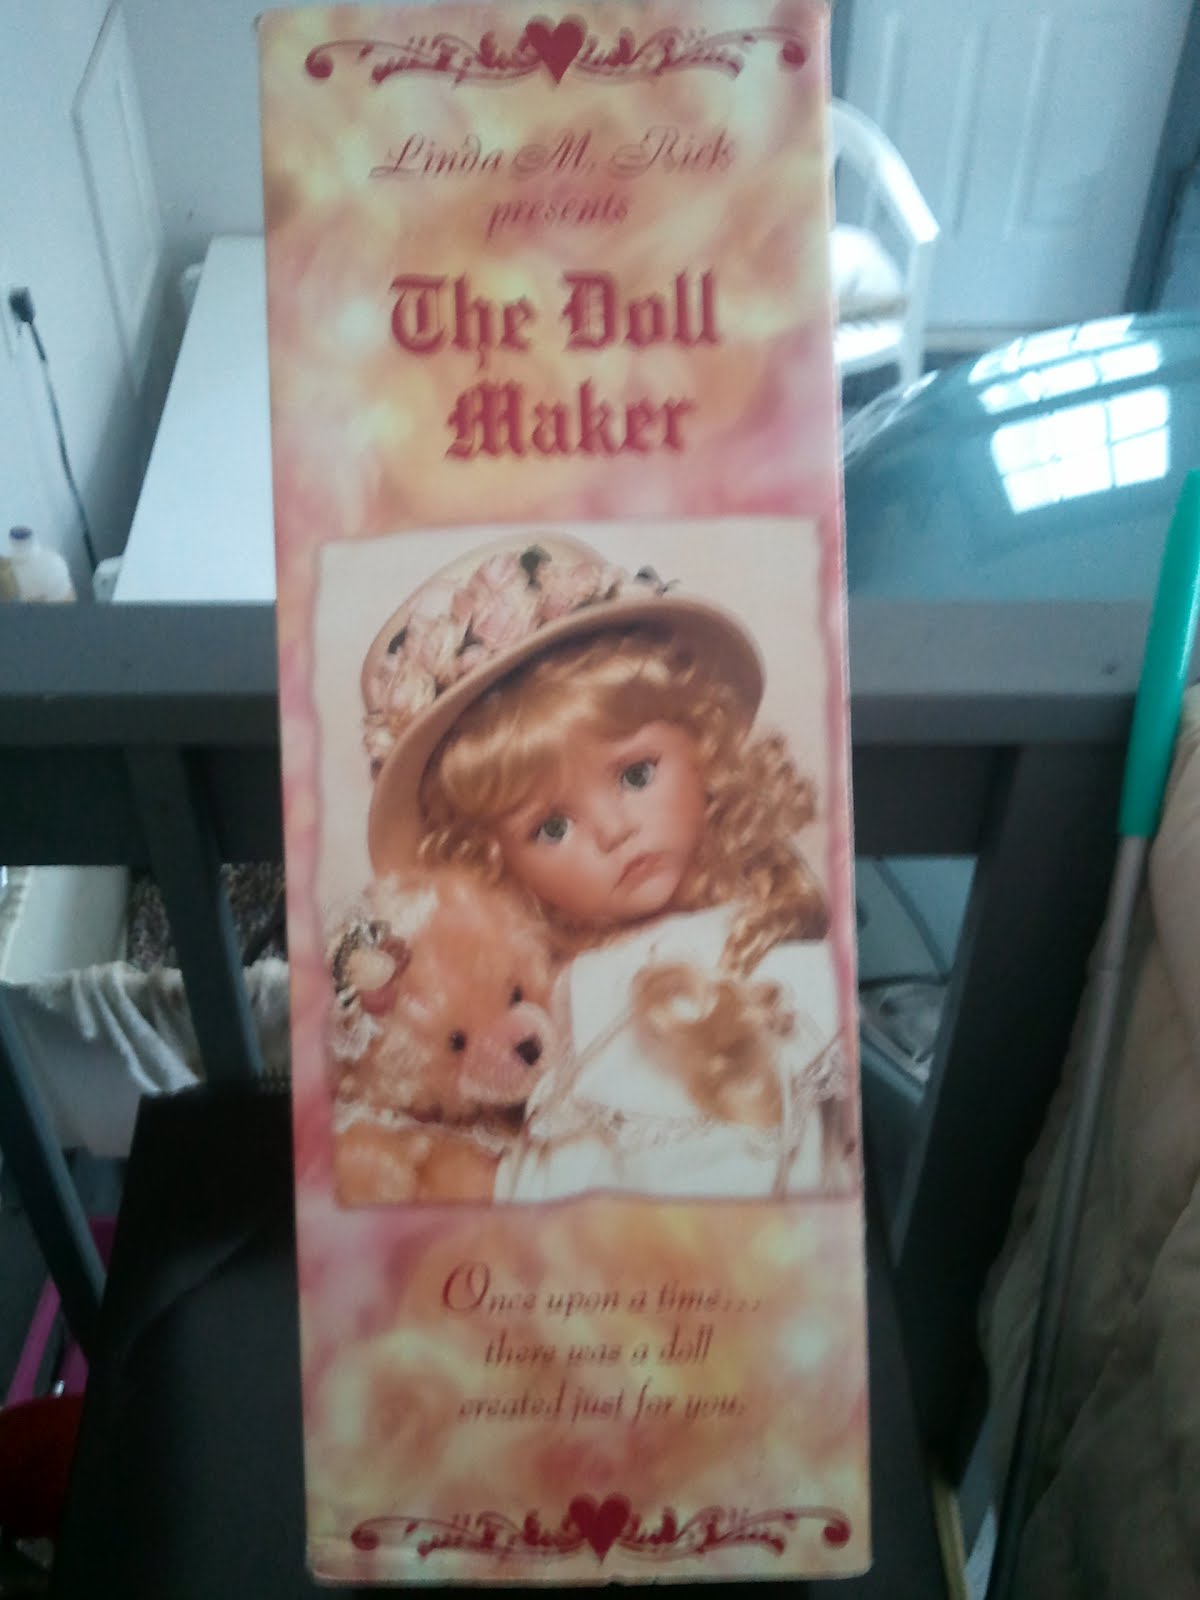 Linda M. Rick
presents
The Doll
Maker
Once upon a time...
there was a doll
created just for you.